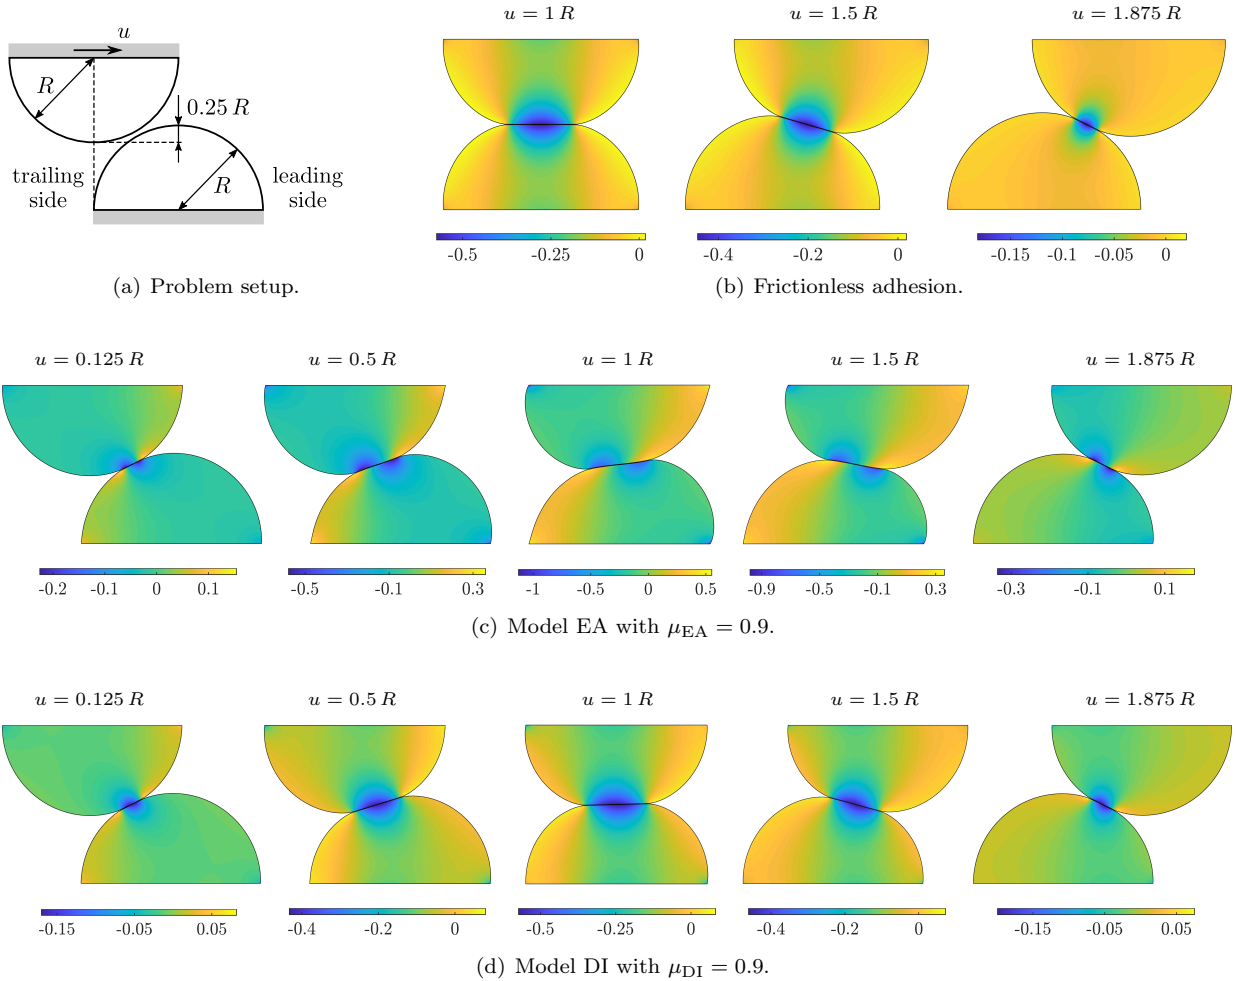 u
R
0.25 R
trailing
side
R
leading
side
(a) Problem setup.
u = 1 R
u = 1.5 R
u = 1.875 R
-0.5 -0.25 0
-0.4 -0.2 0
-0.15 -0.1 -0.05 0
(b) Frictionless adhesion.
u = 0.125 R
u = 0.5 R
u = 1 R
u = 1.5 R
u = 1.875 R
-0.2 -0.1 0 0.1
-0.5 -0.1 0.3
-1 -0.5 0 0.5
-0.9 -0.5 -0.1 0.3
-0.3 -0.1 0.1
(c) Model EA with μEA = 0.9.
u = 0.125 R
u = 0.5 R
u = 1 R
u = 1.5 R
u = 1.875 R
-0.15 -0.05 0.05
-0.4 -0.2 0
-0.5 -0.25 0
-0.4 -0.2 0
-0.15 -0.05 0.05
(d) Model DI with μDI = 0.9.